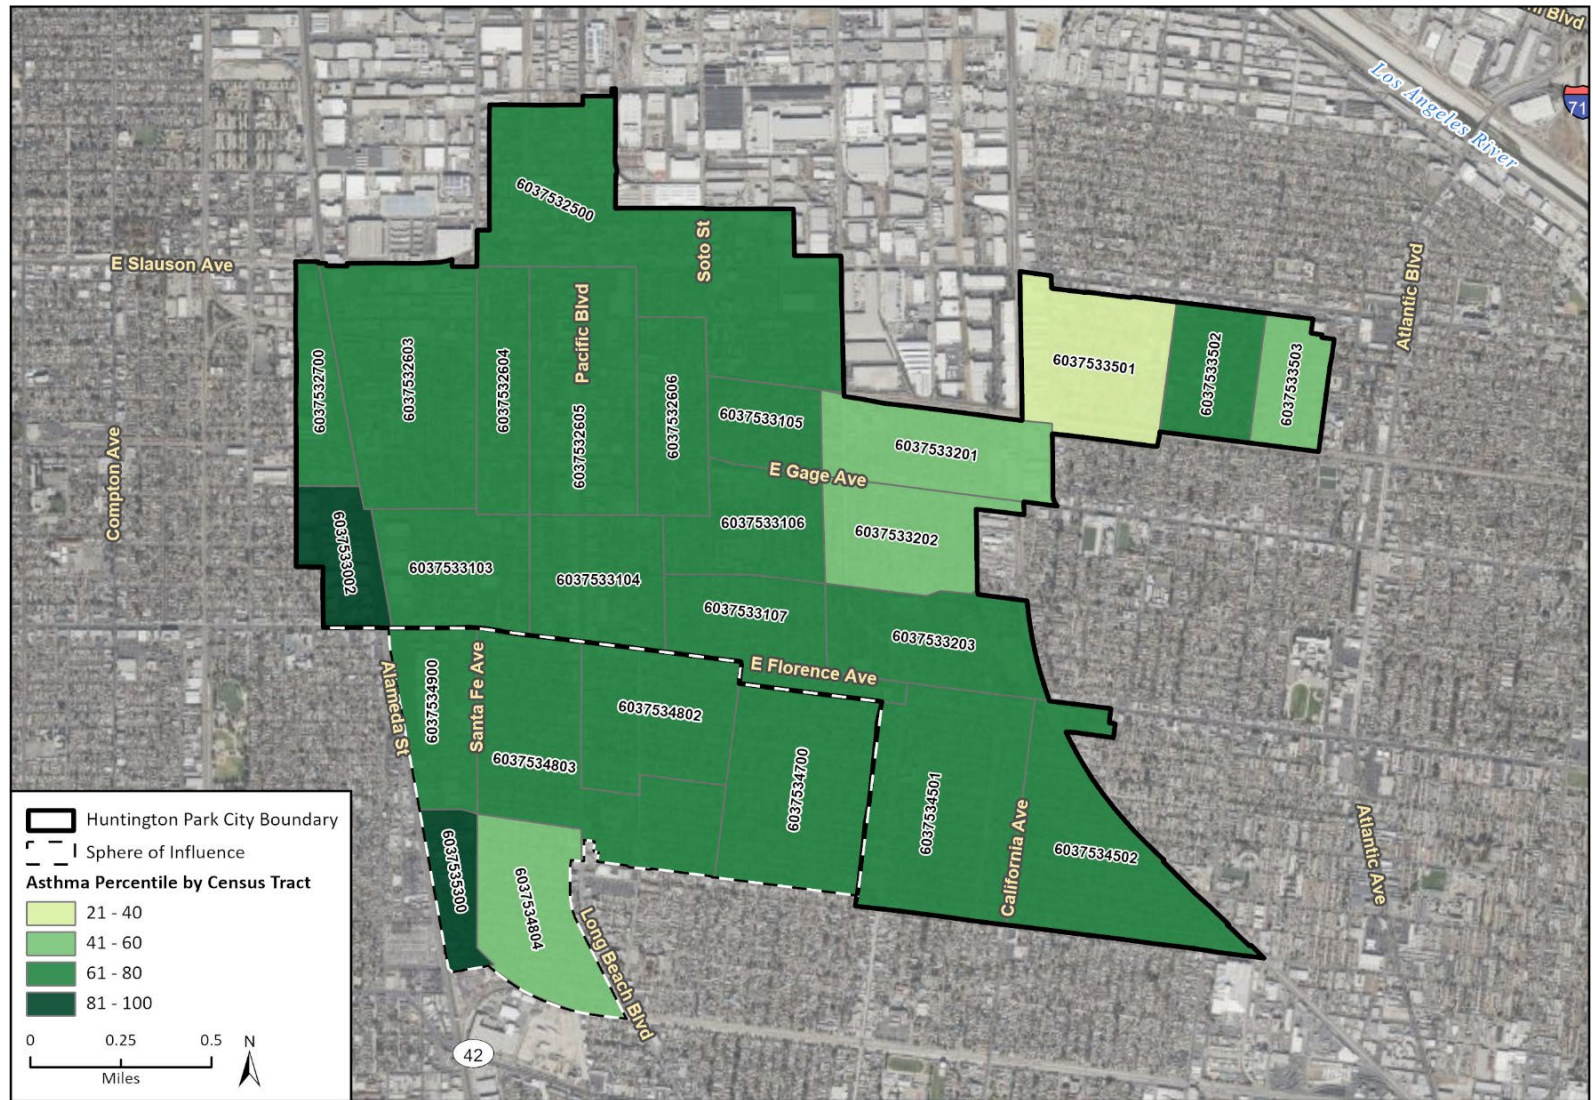 ni Blvd
Los Angeles River
71
6037532500
Soto St
E Slauson Ave
Atlantic Blvd
Pacific Blvd
6037532700
6037532603
6037532604
6037532605
6037532606
6037533105
6037533201
6037533501
6037533502
6037533503
E Gage Ave
Compton Ave
6037533002
6037533103
6037533104
6037533106
6037533202
6037533107
6037533203
E Florence Ave
Alameda St
6037534900
Santa Fe Ave
6037534803
6037534802
6037534700
6037534501
California Ave
6037534502
Atlantic Ave
6037535300
6037534804
Long Beach Blvd
42
Huntington Park City Boundary
Sphere of Influence
Asthma Percentile by Census Tract
21 - 40
41 - 60
61 - 80
81 - 100
0 0.25 0.5
Miles
N